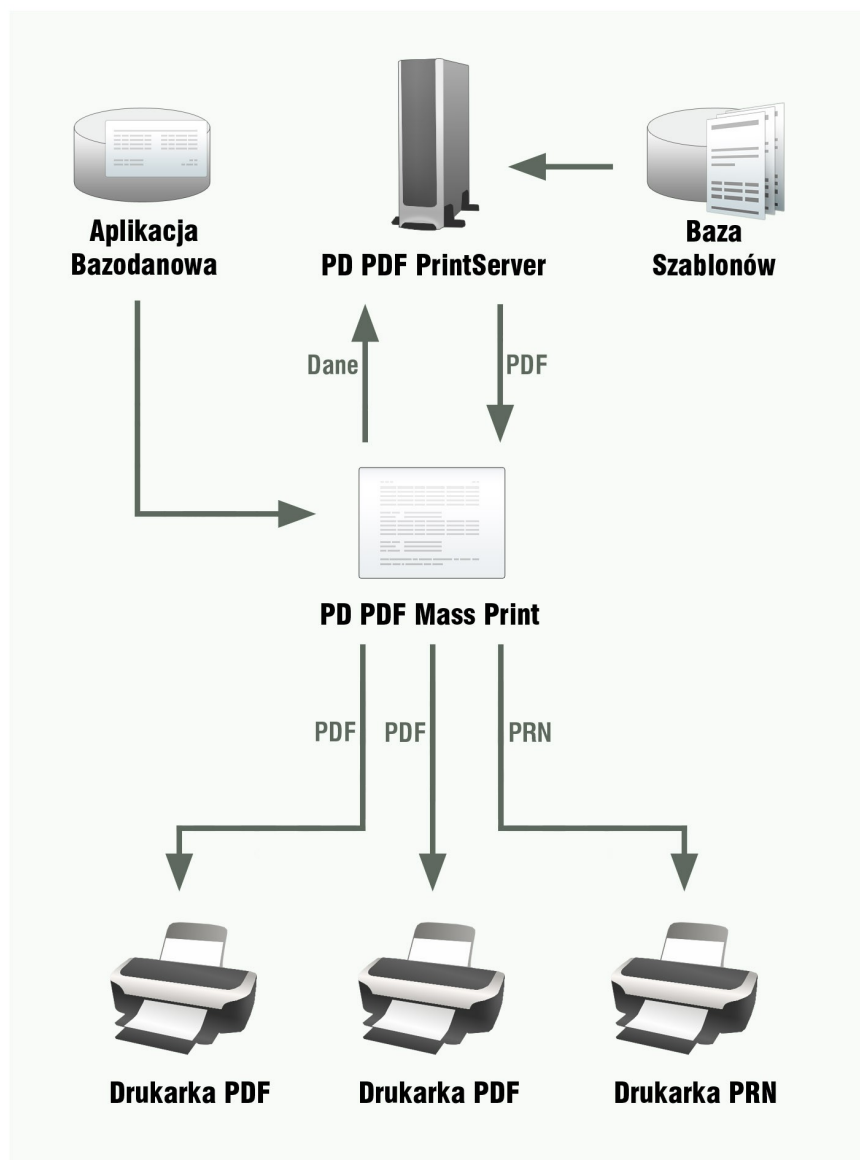 Aplikacja
Bazodanowa
PD PDF PrintServer
Baza
Szablonów
Dane
PDF
PD PDF Mass Print
PDF
PDF
PRN
Drukarka PDF
Drukarka PDF
Drukarka PRN